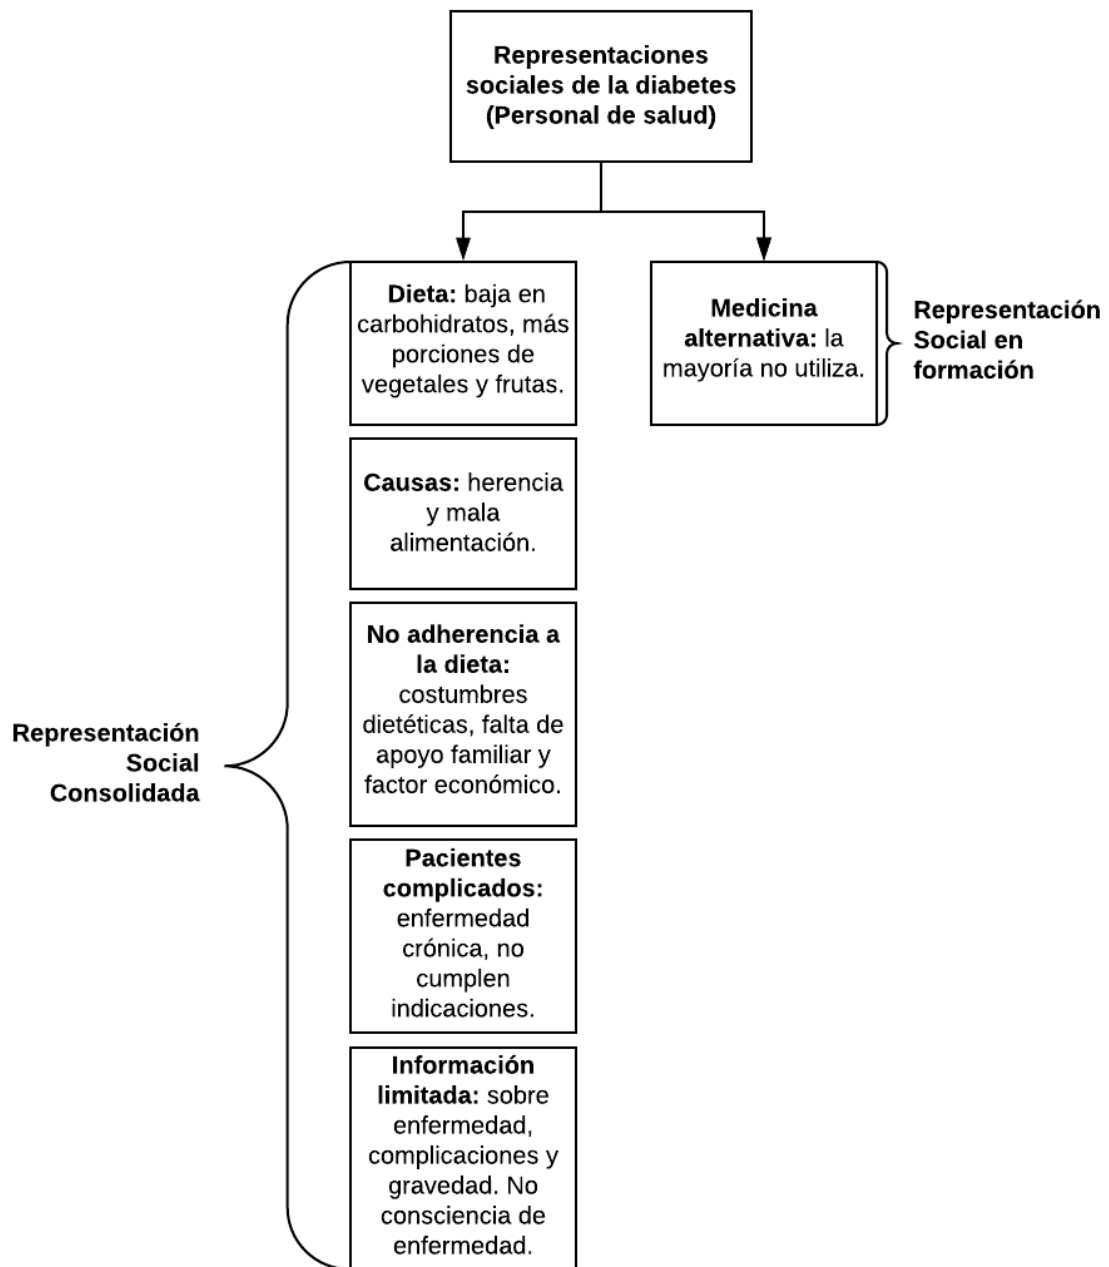 Representaciones
sociales de la diabetes
(Personal de salud)
Dieta: baja en
carbohidratos, más
porciones de
vegetales y frutas.
Medicina
alternativa: la
mayoría no utiliza.
Representación
Social en
formación
Causas: herencia
y mala
alimentación.
No adherencia a
la dieta:
costumbres
dietéticas, falta de
apoyo familiar y
factor económico.
Representación
Social
Consolidada
Pacientes
complicados:
enfermedad
crónica, no
cumplen
indicaciones.
Información
limitada: sobre
enfermedad,
complicaciones y
gravedad. No
consciencia de
enfermedad.